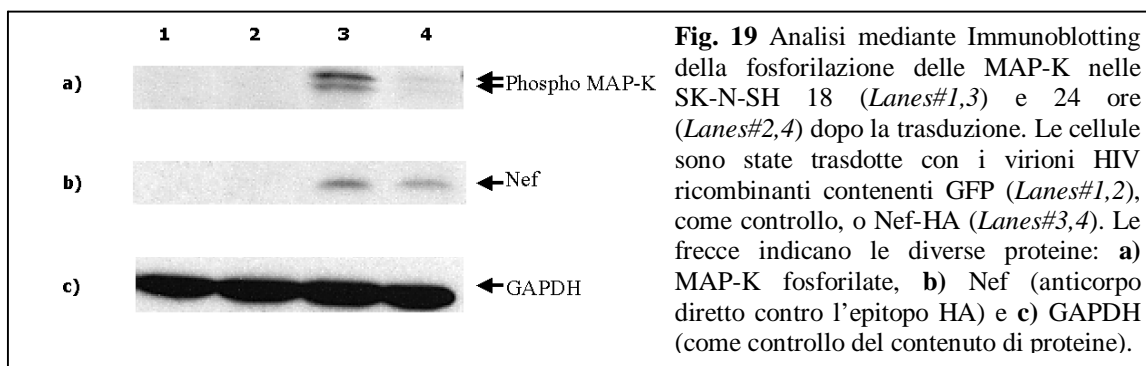 1 2 3 4
a) Phospho MAP-K
b) Nef
c) GAPDH
Fig. 19 Analisi mediante Immunoblotting
della fosforilazione delle MAP-K nelle
SK-N-SH 18 (Lanes#1,3) e 24 ore
(Lanes#2,4) dopo la trasduzione. Le cellule
sono state trasdotte con i virioni HIV
ricombinanti contenenti GFP (Lanes#1,2),
come controllo, o Nef-HA (Lanes#3,4). Le
frecce indicano le diverse proteine: a)
MAP-K fosforilate, b) Nef (anticorpo
diretto contro l'epitopo HA) e c) GAPDH
(come controllo del contenuto di proteine).